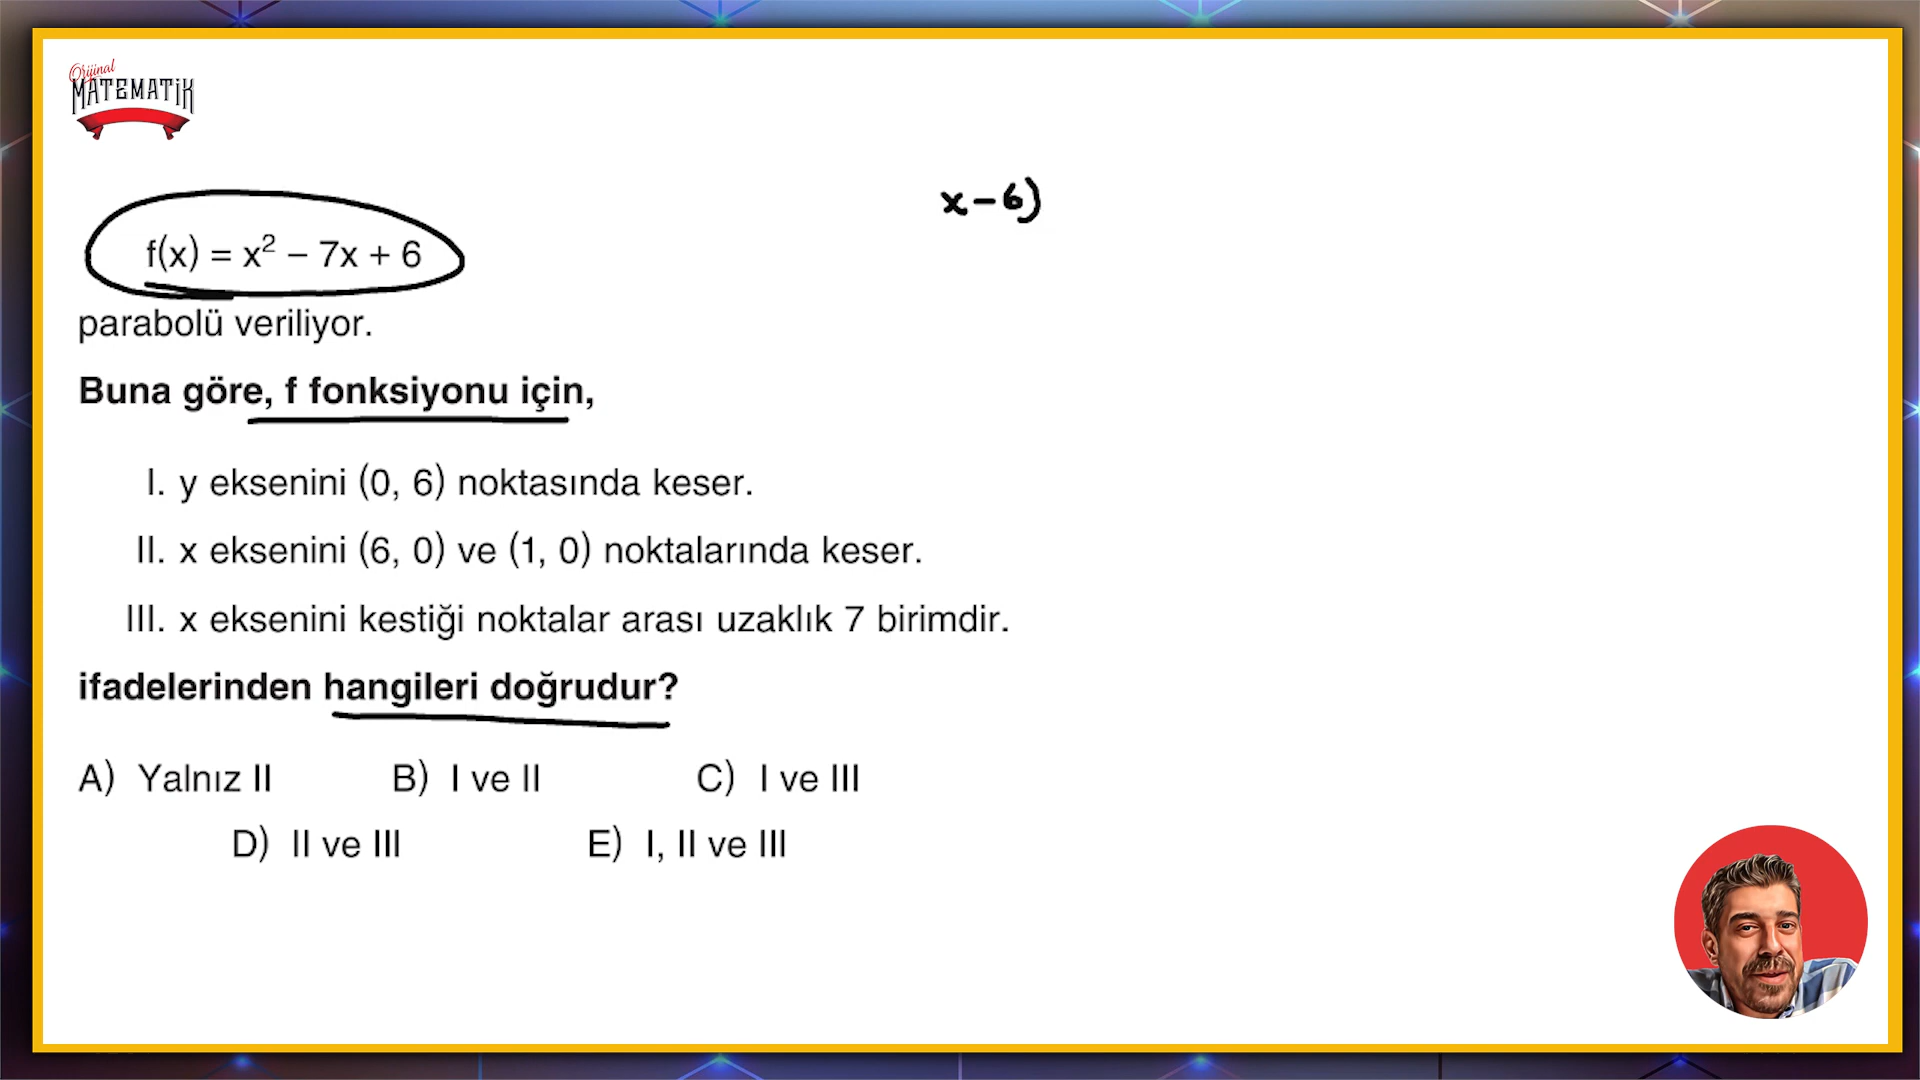 Orijinal
MATEMATİK
x-6)
f(x) = x² – 7x + 6
parabolü veriliyor.
Buna göre, f fonksiyonu için,
I. y eksenini (0, 6) noktasında keser.
II. x eksenini (6, 0) ve (1, 0) noktalarında keser.
III. x eksenini kestiği noktalar arası uzaklık 7 birimdir.
ifadelerinden hangileri doğrudur?
A) Yalnız II B) I ve II C) I ve III
D) II ve III E) I, II ve III